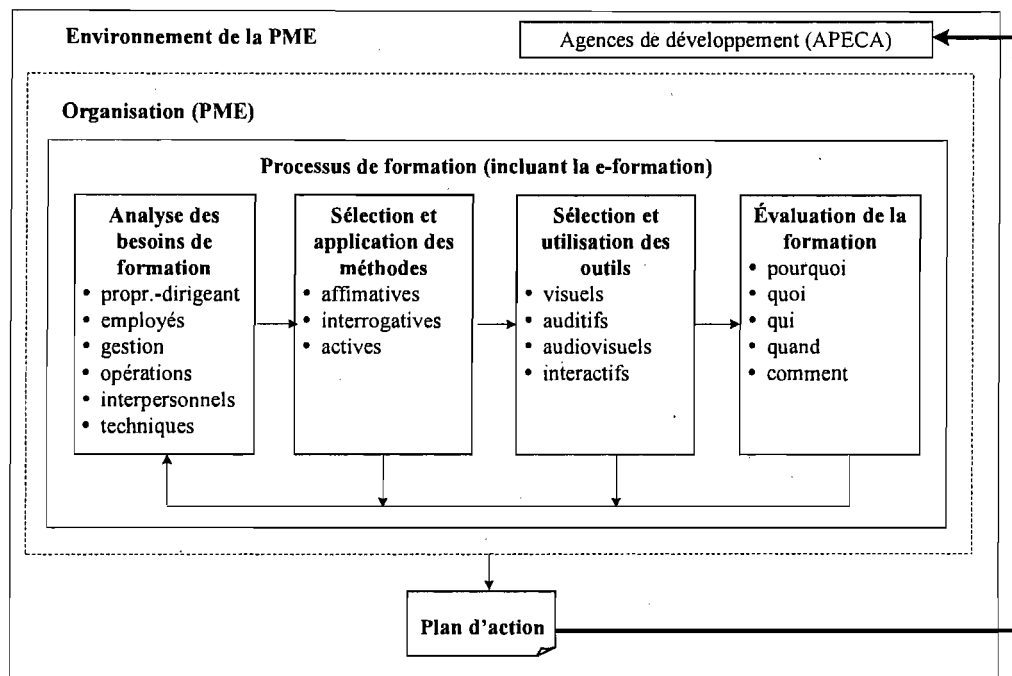 Environnement de la PME
Agences de développement (APECA)
Organisation (PME)
Processus de formation (incluant la e-formation)
Analyse des
besoins de
formation
• propr.-dirigeant
• employés
• gestion
• opérations
• interpersonnels
• techniques
Sélection et
application des
méthodes
• affimatives
• interrogatives
• actives
Sélection et
utilisation des
outils
• visuels
• auditifs
• audiovisuels
• interactifs
Évaluation de la
formation
• pourquoi
• quoi
• qui
• quand
• comment
Plan d'action